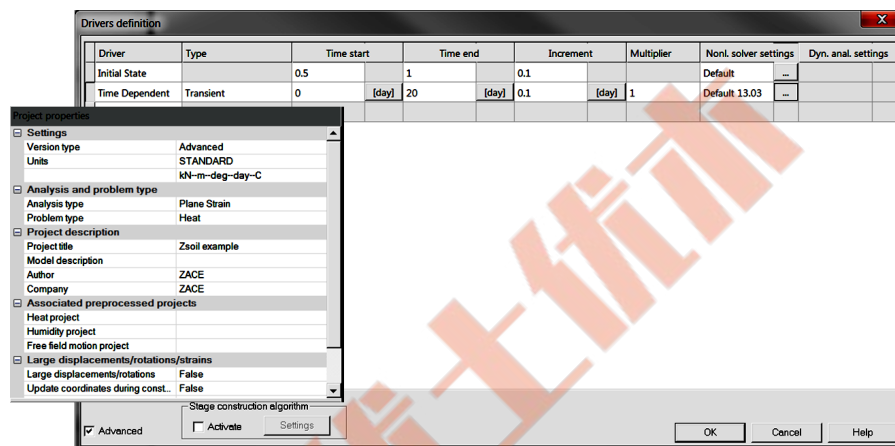 Drivers definition
Driver Type Time start Time end Increment Multiplier Nonl. solver settings Dyn. anal. settings
Initial State 0.5 1 0.1 Default ...
Time Dependent Transient 0 [day] 20 [day] 0.1 [day] 1 Default 13.03 ...
Project properties
Settings
Version type Advanced
Units STANDARD
kN--m--deg--day--C
Analysis and problem type
Analysis type Plane Strain
Problem type Heat
Project description
Project title Zsoil example
Model description
Author ZACE
Company ZACE
Associated preprocessed projects
Heat project
Humidity project
Free field motion project
Large displacements/rotations/strains
Large displacements/rotations False
Update coordinates during const... False
Stage construction algorithm
Advanced Activate Settings
OK Cancel Help
士优术